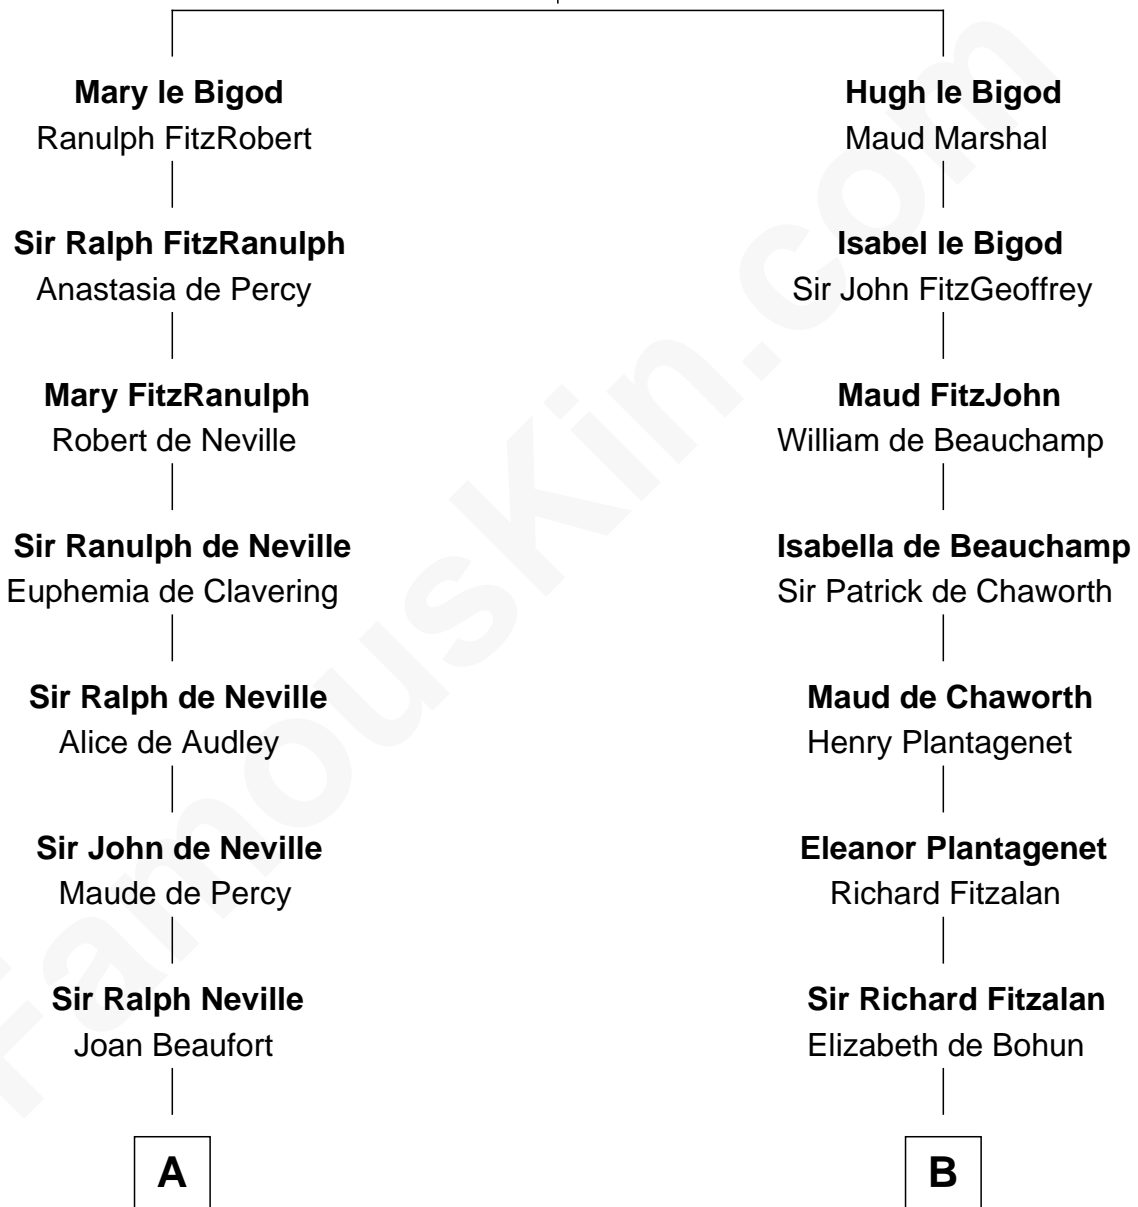 Mary le Bigod
Ranulph FitzRobert
Sir Ralph FitzRanulph
Anastasia de Percy
Mary FitzRanulph
Robert de Neville
Sir Ranulph de Neville
Euphemia de Clavering
Sir Ralph de Neville
Alice de Audley
Sir John de Neville
Maude de Percy
Sir Ralph Neville
Joan Beaufort
A
Hugh le Bigod
Maud Marshal
Isabel le Bigod
Sir John FitzGeoffrey
Maud FitzJohn
William de Beauchamp
Isabella de Beauchamp
Sir Patrick de Chaworth
Maud de Chaworth
Henry Plantagenet
Eleanor Plantagenet
Richard Fitzalan
Sir Richard Fitzalan
Elizabeth de Bohun
B
FamousKin.com